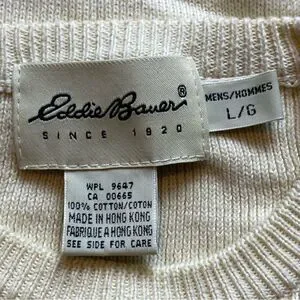 Eddie Bauer®
SINCE 1920
MENS/HOMMES
L/G
WPL 9647
CA 00665
100% COTTON/COTON
MADE IN HONG KONG
FABRIQUE A HONG KONG
SEE SIDE FOR CARE